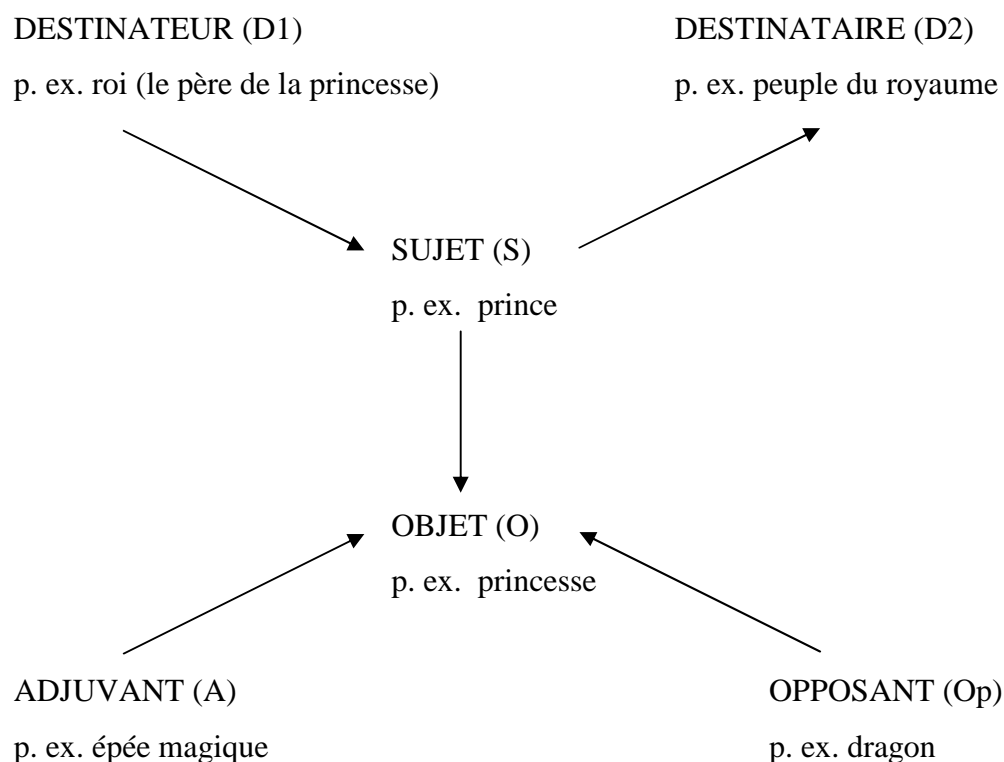 DESTINATEUR (D1)
DESTINATAIRE (D2)
p. ex. roi (le père de la princesse)
p. ex. peuple du royaume
SUJET (S)
p. ex.  prince
OBJET (O)
p. ex.  princesse
ADJUVANT (A)
OPPOSANT (Op)
p. ex. épée magique
p. ex. dragon